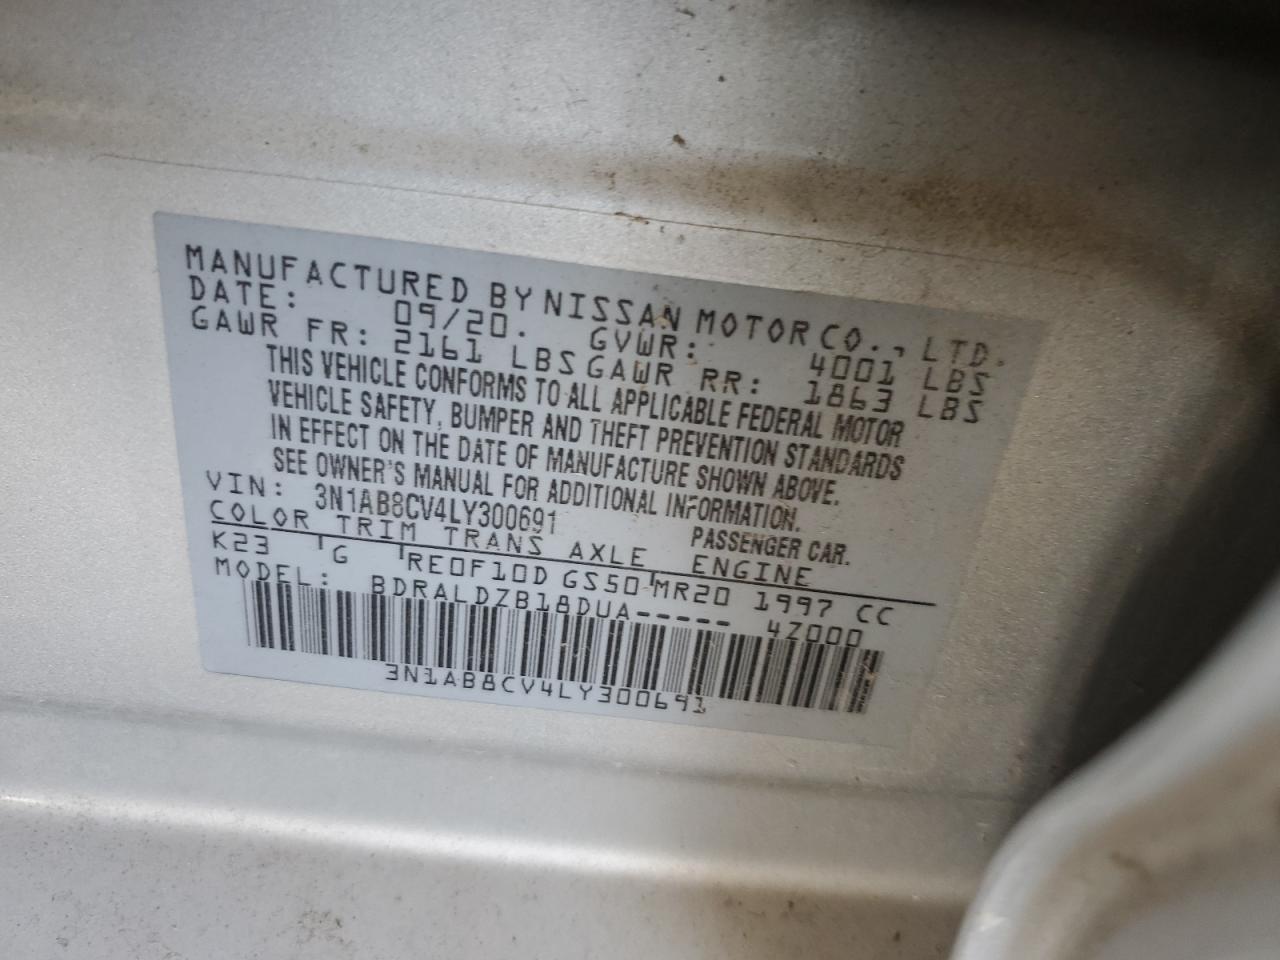 MANUFACTURED BY NISSAN MOTOR CO., LTD.
DATE: 09/20. GVWR: 4001 LBS
GAWR FR: 2161 LBS GAWR RR: 1863 LBS
THIS VEHICLE CONFORMS TO ALL APPLICABLE FEDERAL MOTOR
VEHICLE SAFETY, BUMPER AND THEFT PREVENTION STANDARDS
IN EFFECT ON THE DATE OF MANUFACTURE SHOWN ABOVE.
SEE OWNER'S MANUAL FOR ADDITIONAL INFORMATION.
VIN: 3N1AB8CV4LY300691 PASSENGER CAR.
COLOR TRIM TRANS AXLE ENGINE
K23 G RE0F10D GS50 MR20 1997 CC
MODEL: BDRALDZB18DUA----- 4Z000
3N1AB8CV4LY300691